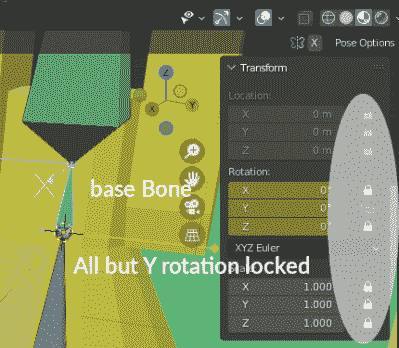 X Pose Options
Transform
Location:
X 0 m
Y 0 m
Z 0 m
Rotation:
X 0°
Y 0°
Z 0°
XYZ Euler
X 1.000
Y 1.000
Z 1.000
Z
Y
X
base Bone
All but Y rotation locked